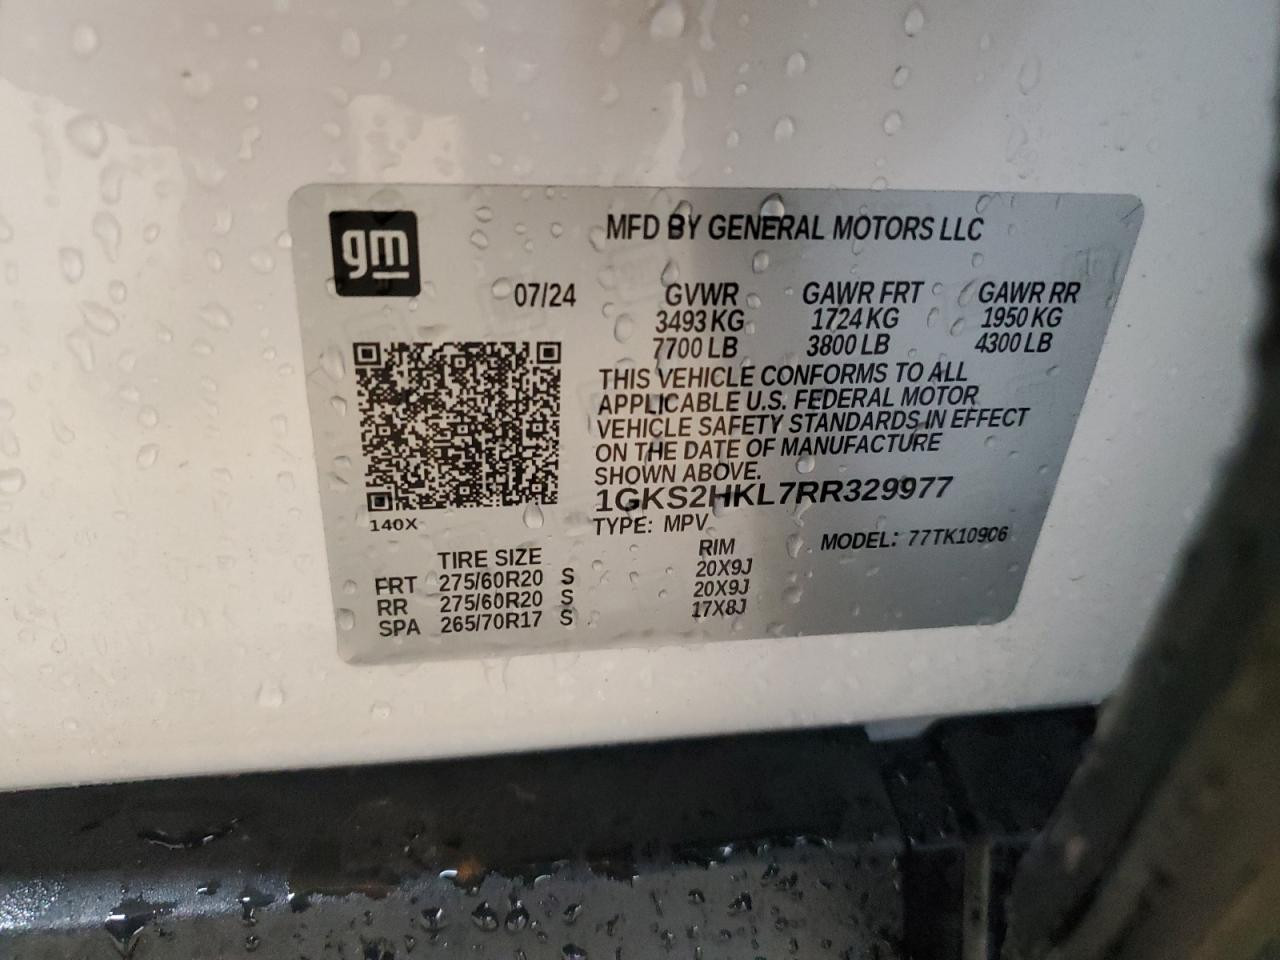 gm
MFD BY GENERAL MOTORS LLC
07/24 GVWR GAWR FRT GAWR RR
3493 KG 1724 KG 1950 KG
7700 LB 3800 LB 4300 LB
THIS VEHICLE CONFORMS TO ALL
APPLICABLE U.S. FEDERAL MOTOR
VEHICLE SAFETY STANDARDS IN EFFECT
ON THE DATE OF MANUFACTURE
SHOWN ABOVE.
1GKS2HKL7RR329977
140X
TYPE: MPV MODEL: 77TK10906
TIRE SIZE RIM
FRT 275/60R20 S 20X9J
RR 275/60R20 S 20X9J
SPA 265/70R17 S 17X8J